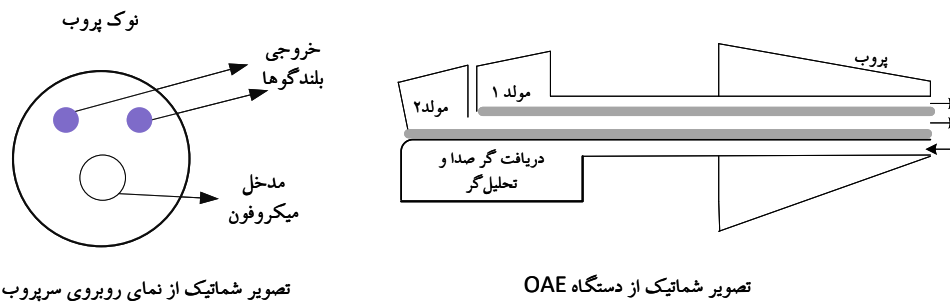 نوک پروب
خروجی
بلندگوها
مدخل
میکروفون
تصویر شماتیک از نمای روبروی سرپروب
پروب
مولد ۱
مولد۲
دریافت گر صدا و
تحلیل‌گر
تصویر شماتیک از دستگاه OAE